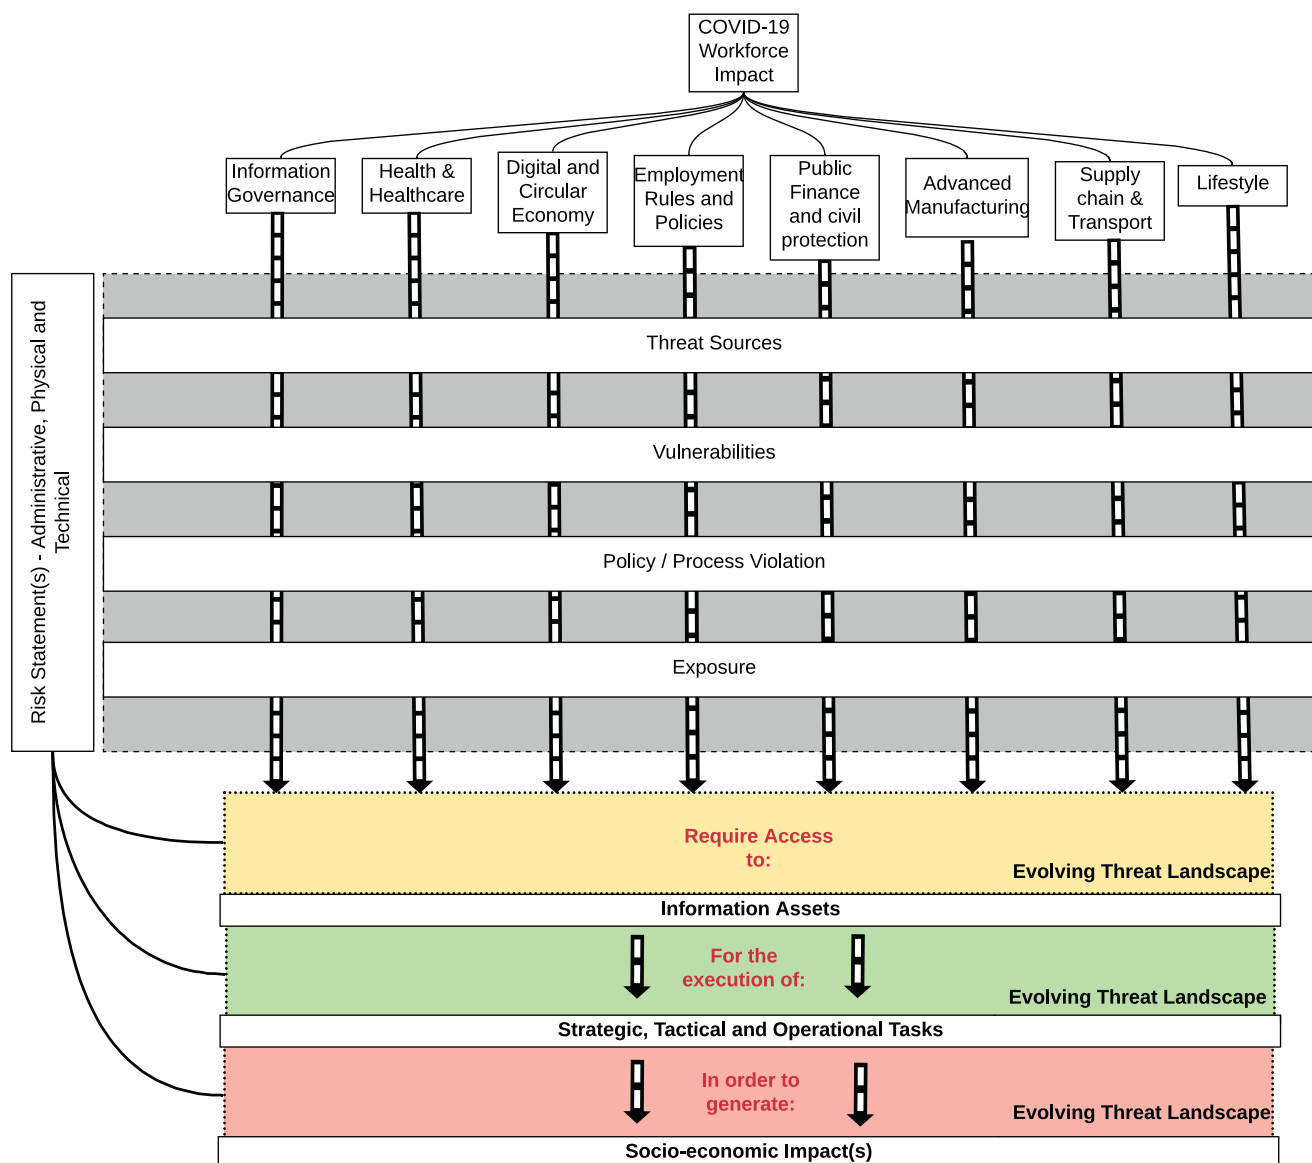 COVID-19
Workforce
Impact
Information
Governance
Health &
Healthcare
Digital and
Circular
Economy
Employment
Rules and
Policies
Public
Finance
and civil
protection
Advanced
Manufacturing
Supply
chain &
Transport
Lifestyle
Risk Statement(s) - Administrative, Physical and
Technical
Threat Sources
Vulnerabilities
Policy / Process Violation
Exposure
Require Access
to:
Evolving Threat Landscape
Information Assets
For the
execution of:
Evolving Threat Landscape
Strategic, Tactical and Operational Tasks
In order to
generate:
Evolving Threat Landscape
Socio-economic Impact(s)